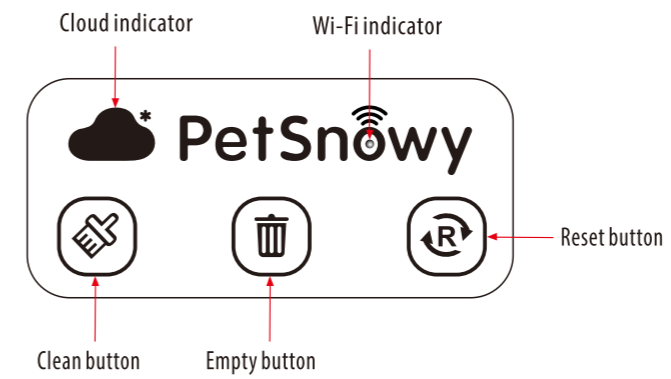 Cloud indicator
Wi-Fi indicator
PetSnowy
R
Reset button
Clean button
Empty button